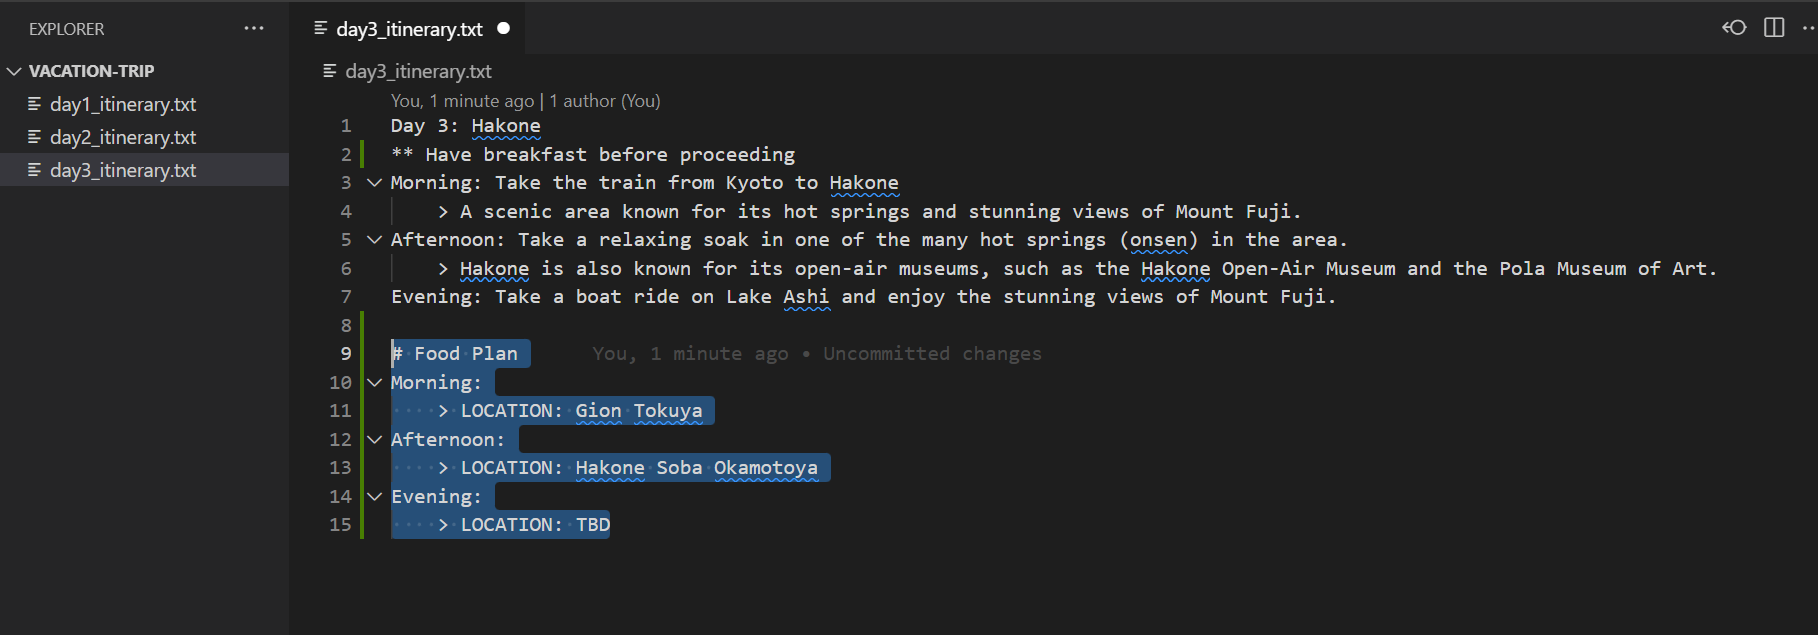 EXPLORER
VACATION-TRIP
day1_itinerary.txt
day2_itinerary.txt
day3_itinerary.txt
day3_itinerary.txt
day3_itinerary.txt
You, 1 minute ago | 1 author (You)
1 Day 3: Hakone
2 ** Have breakfast before proceeding
3 Morning: Take the train from Kyoto to Hakone
4 > A scenic area known for its hot springs and stunning views of Mount Fuji.
5 Afternoon: Take a relaxing soak in one of the many hot springs (onsen) in the area.
6 > Hakone is also known for its open-air museums, such as the Hakone Open-Air Museum and the Pola Museum of Art.
7 Evening: Take a boat ride on Lake Ashi and enjoy the stunning views of Mount Fuji.
8
9 # Food Plan You, 1 minute ago • Uncommitted changes
10 Morning:
11 > LOCATION: Gion Tokuya
12 Afternoon:
13 > LOCATION: Hakone Soba Okamotoya
14 Evening:
15 > LOCATION: TBD